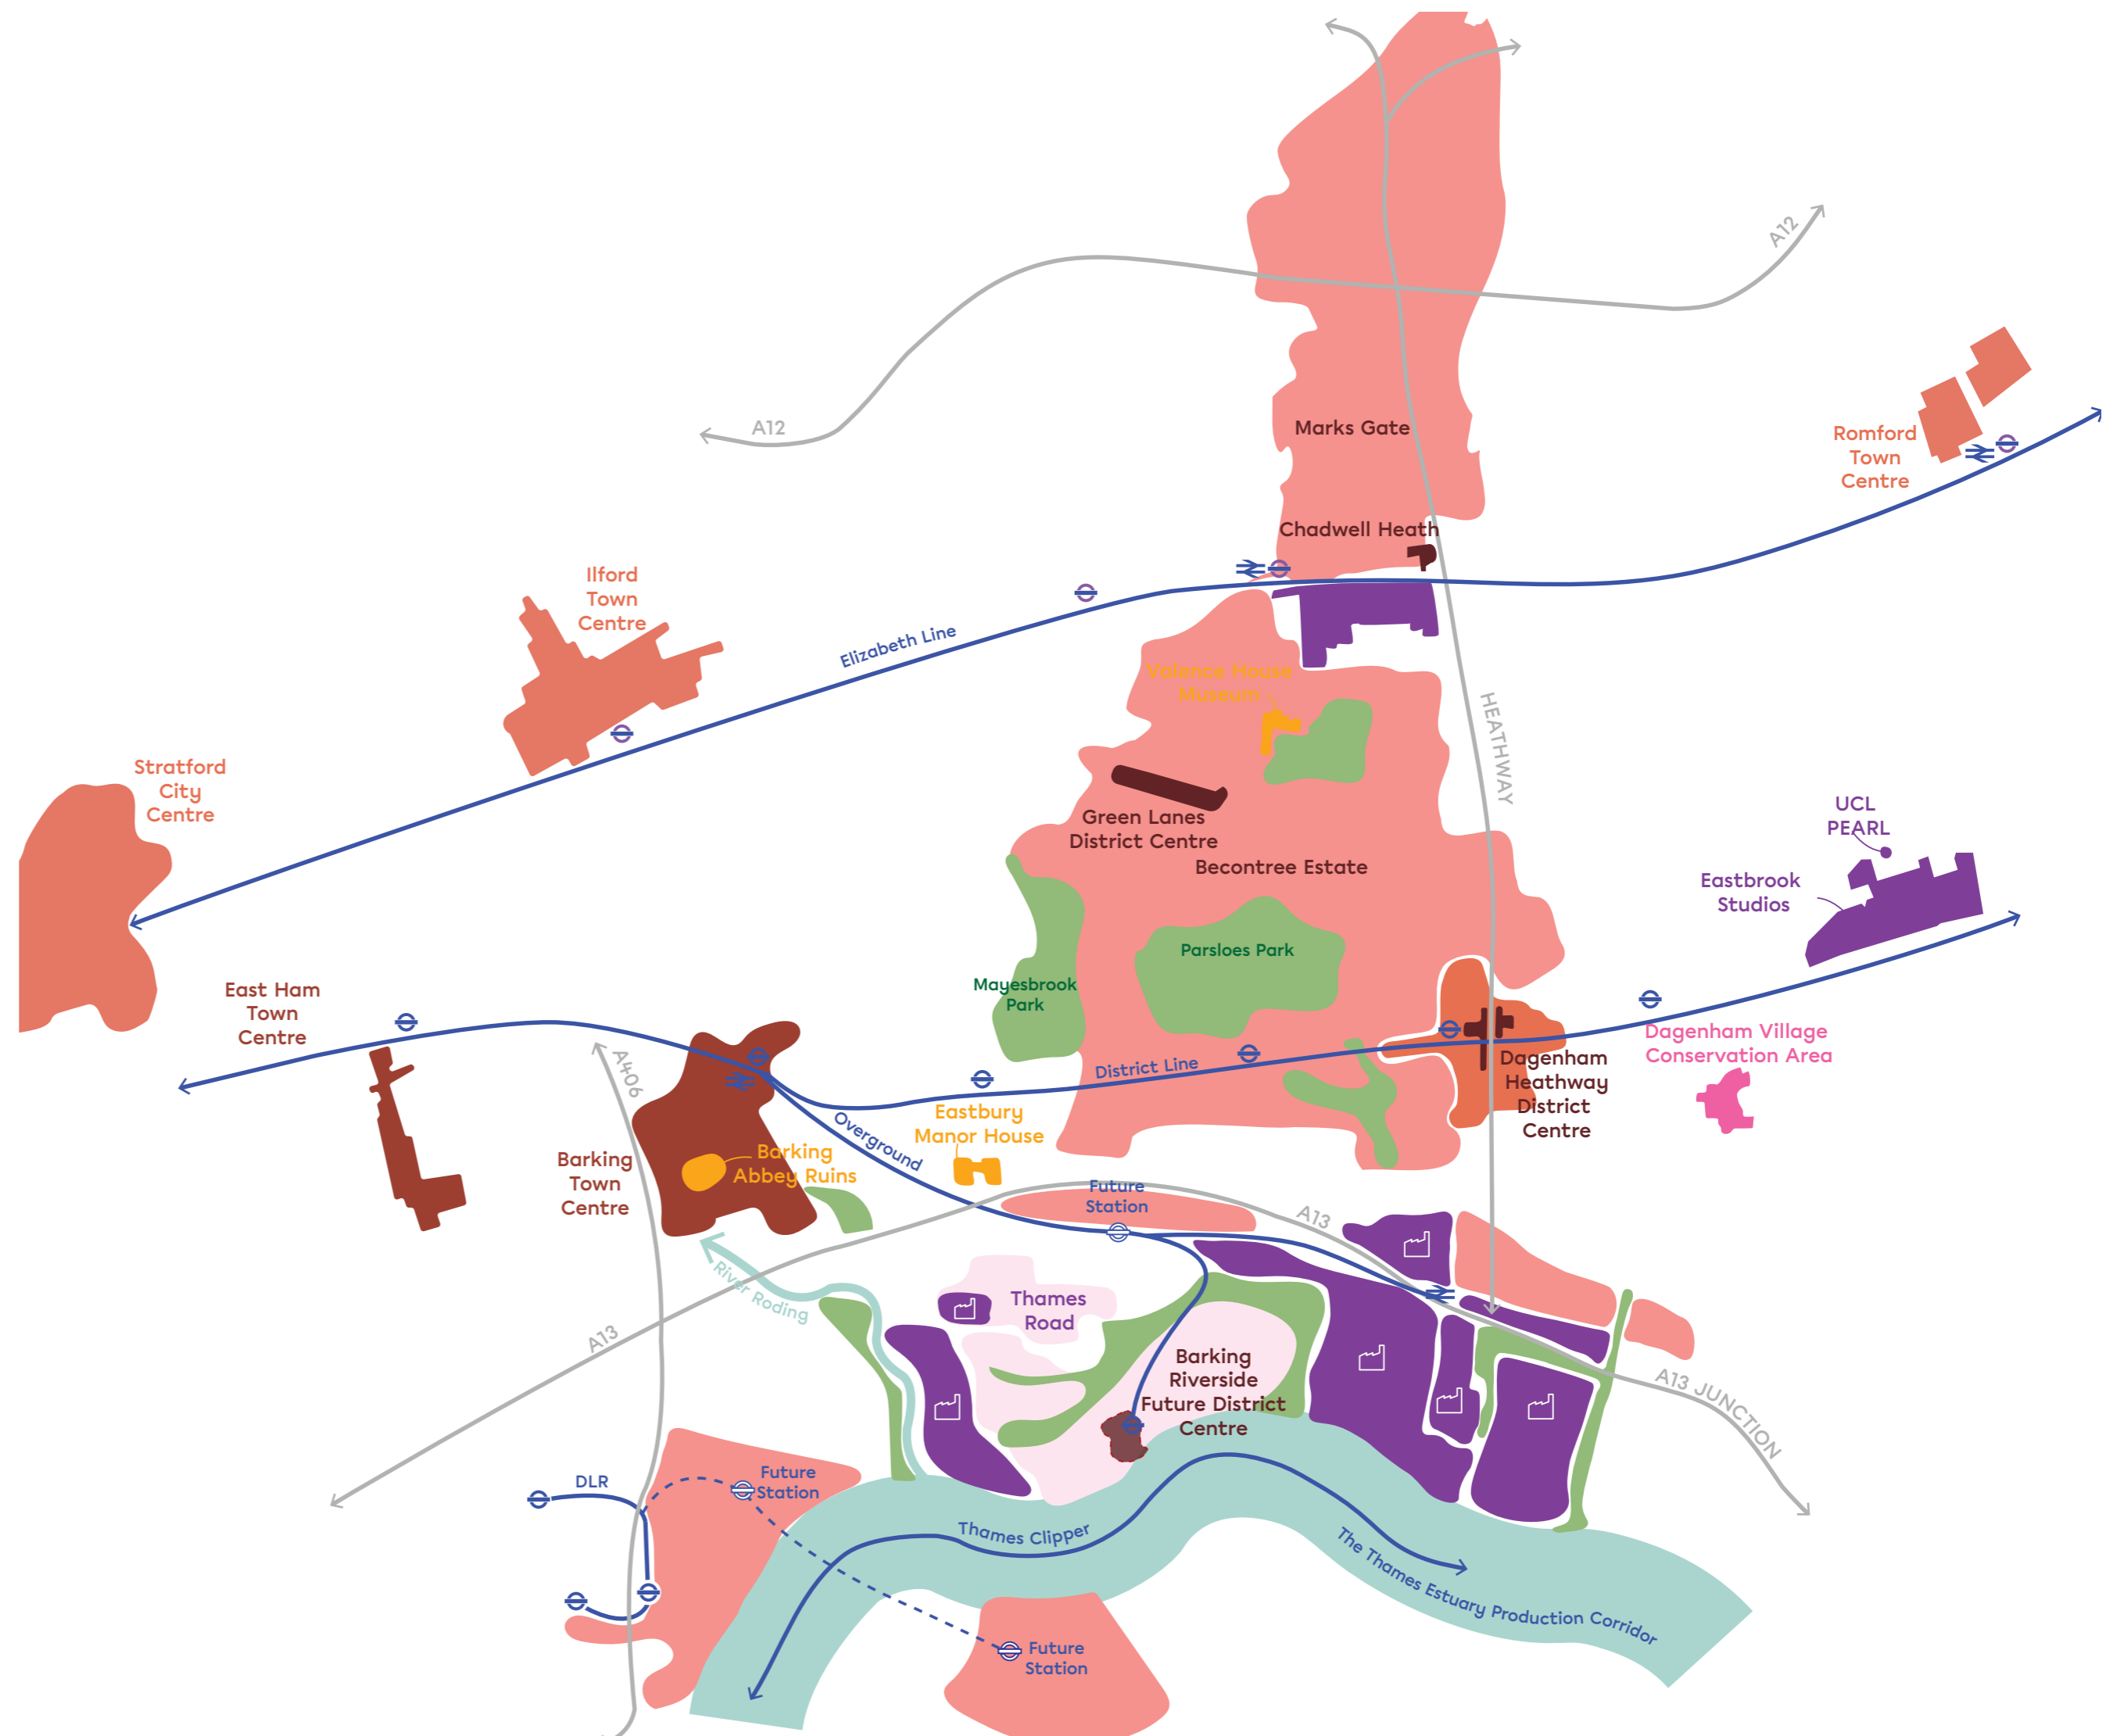 A12
A12
Marks Gate
Romford
Town
Centre
Chadwell Heath
Ilford
Town
Centre
Elizabeth Line
Valence House
Museum
HEATHWAY
Stratford
City
Centre
Green Lanes
District Centre
Becontree Estate
UCL
PEARL
Eastbrook
Studios
Parsloes Park
Mayesbrook
Park
East Ham
Town
Centre
A406
District Line
Dagenham Village
Conservation Area
Dagenham
Heathway
District
Centre
Overground
Eastbury
Manor House
Barking
Abbey Ruins
Barking
Town
Centre
Future
Station
A13
River Roding
Thames
Road
A13
Barking
Riverside
Future District
Centre
A13 JUNCTION
DLR
Future
Station
Thames Clipper
The Thames Estuary Production Corridor
Future
Station